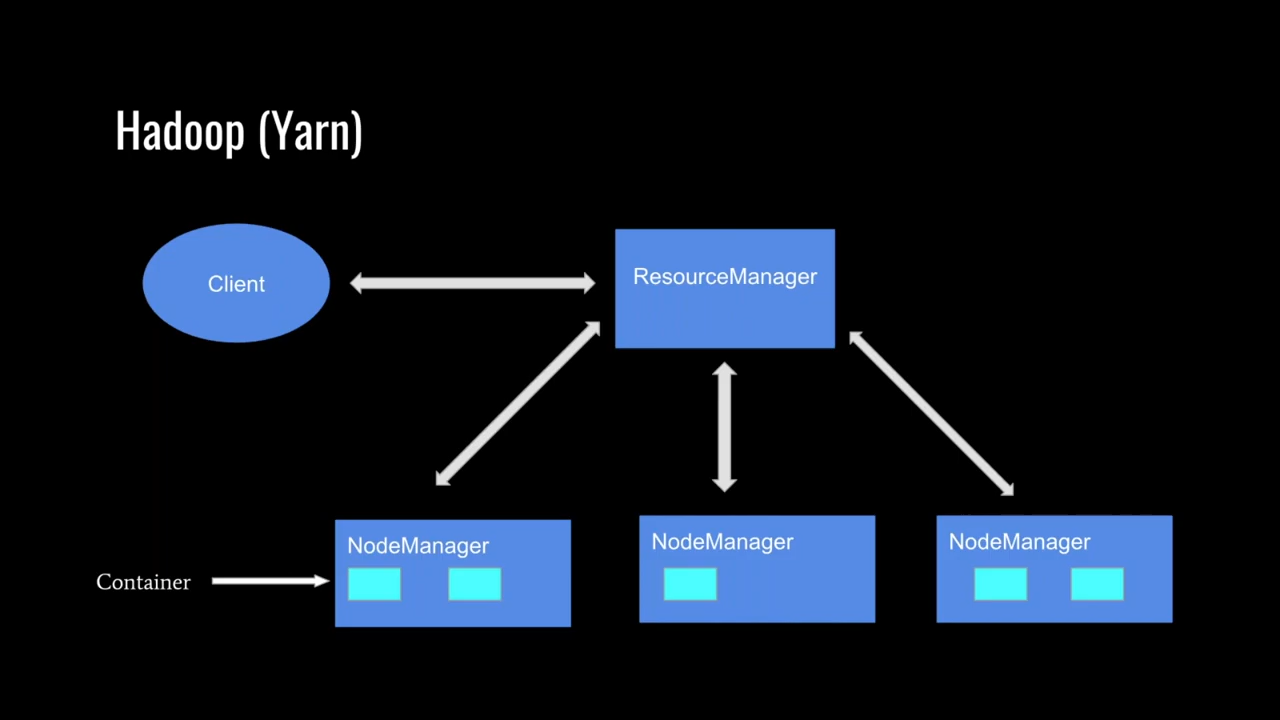 Hadoop (Yarn)
Client
ResourceManager
NodeManager
NodeManager
NodeManager
Container